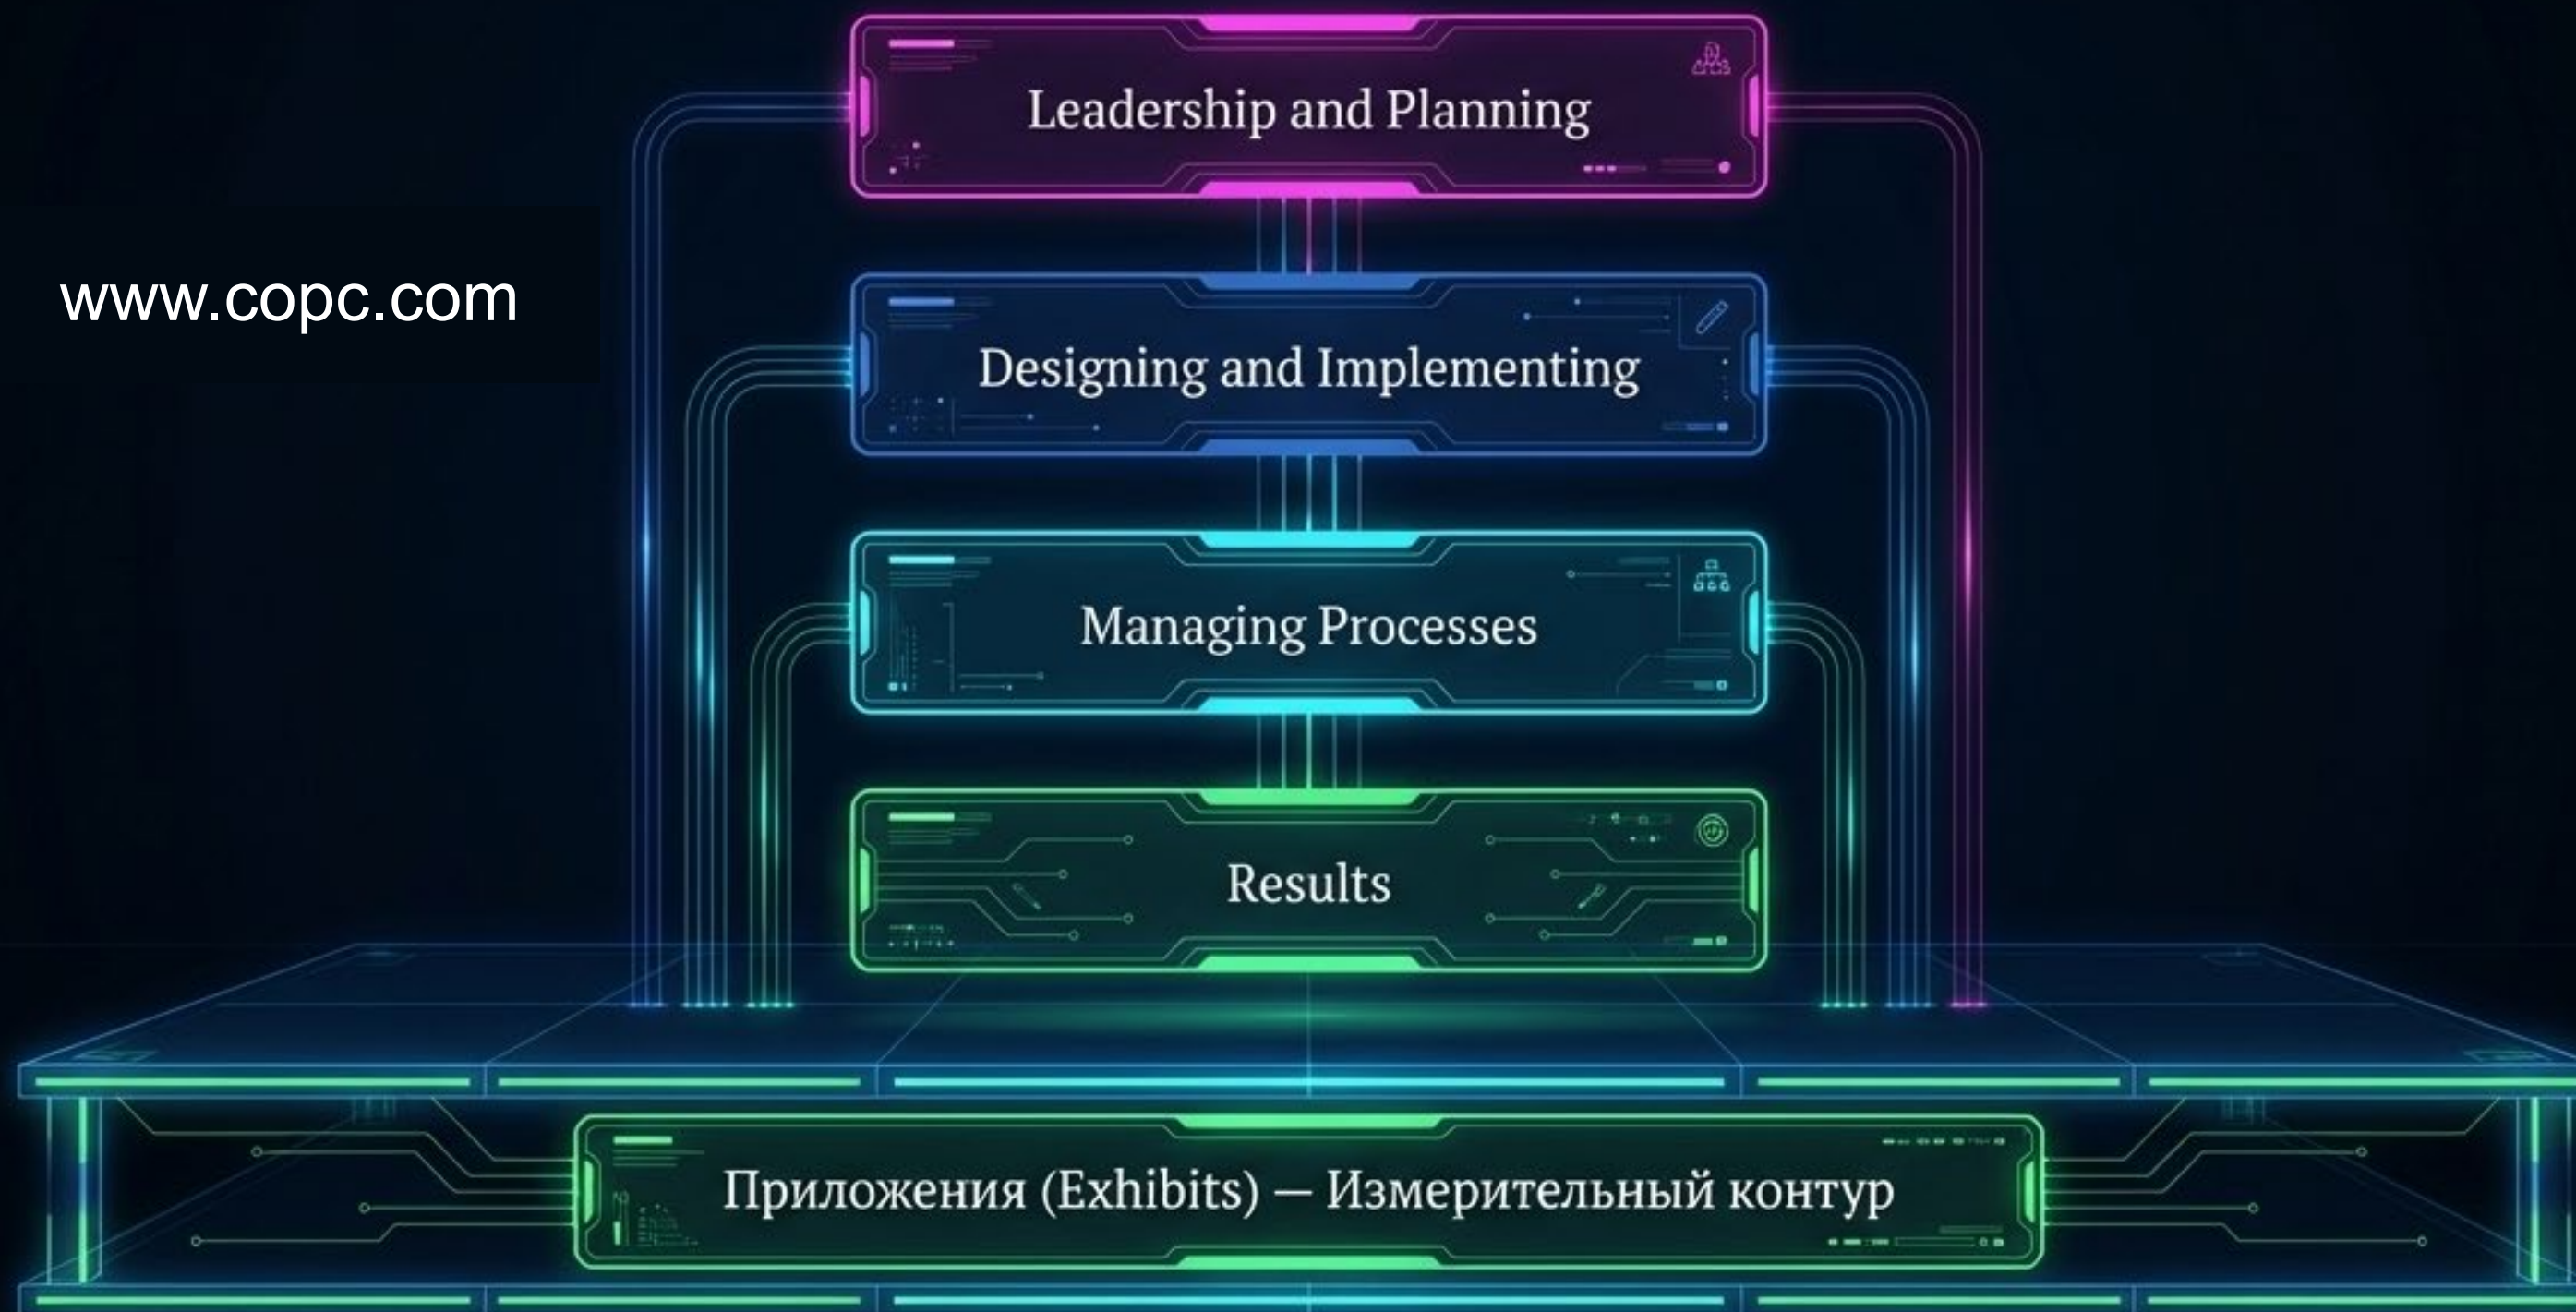 Leadership and Planning
www.copc.com
Designing and Implementing
Managing Processes
Results
Приложения (Exhibits) — Измерительный контур